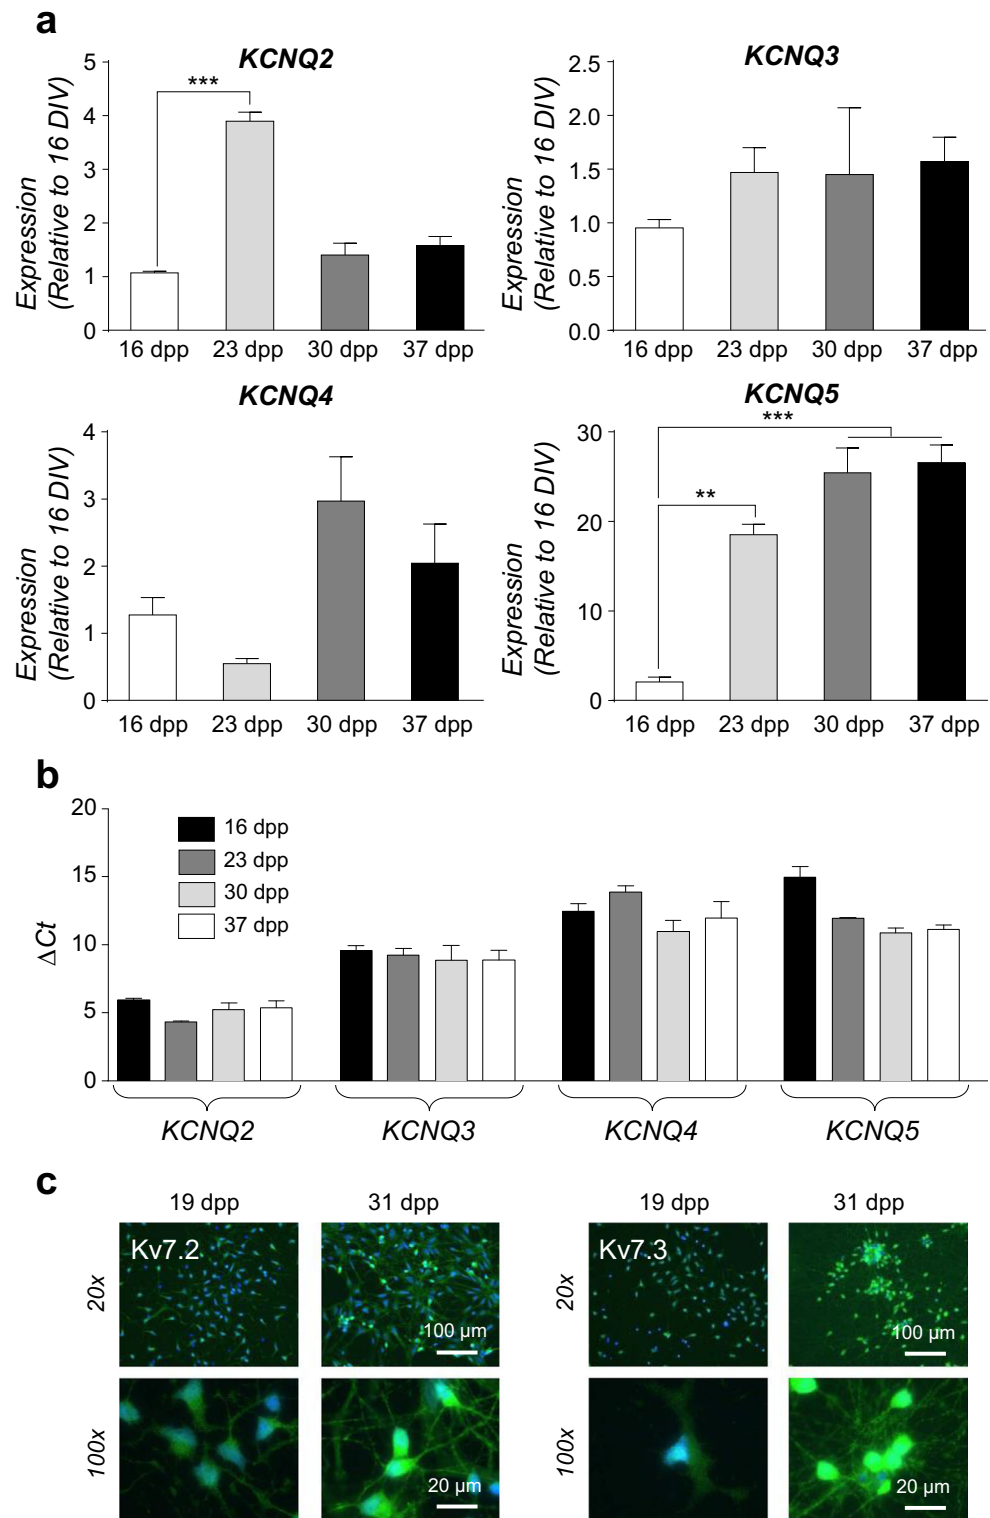 a
KCNQ2
Expression
(Relative to 16 DIV)
5
4
3
2
1
0
***
16 dpp 23 dpp 30 dpp 37 dpp
KCNQ3
Expression
(Relative to 16 DIV)
2.5
2.0
1.5
1.0
0.5
0.0
16 dpp 23 dpp 30 dpp 37 dpp
KCNQ4
Expression
(Relative to 16 DIV)
4
3
2
1
0
16 dpp 23 dpp 30 dpp 37 dpp
KCNQ5
Expression
(Relative to 16 DIV)
30
20
10
0
***
**
16 dpp 23 dpp 30 dpp 37 dpp
b
ΔCt
20
15
10
5
0
16 dpp
23 dpp
30 dpp
37 dpp
KCNQ2 KCNQ3 KCNQ4 KCNQ5
c
19 dpp 31 dpp 19 dpp 31 dpp
20x
Kv7.2
100 µm
20x
Kv7.3
100 µm
100x
20 µm
100x
20 µm